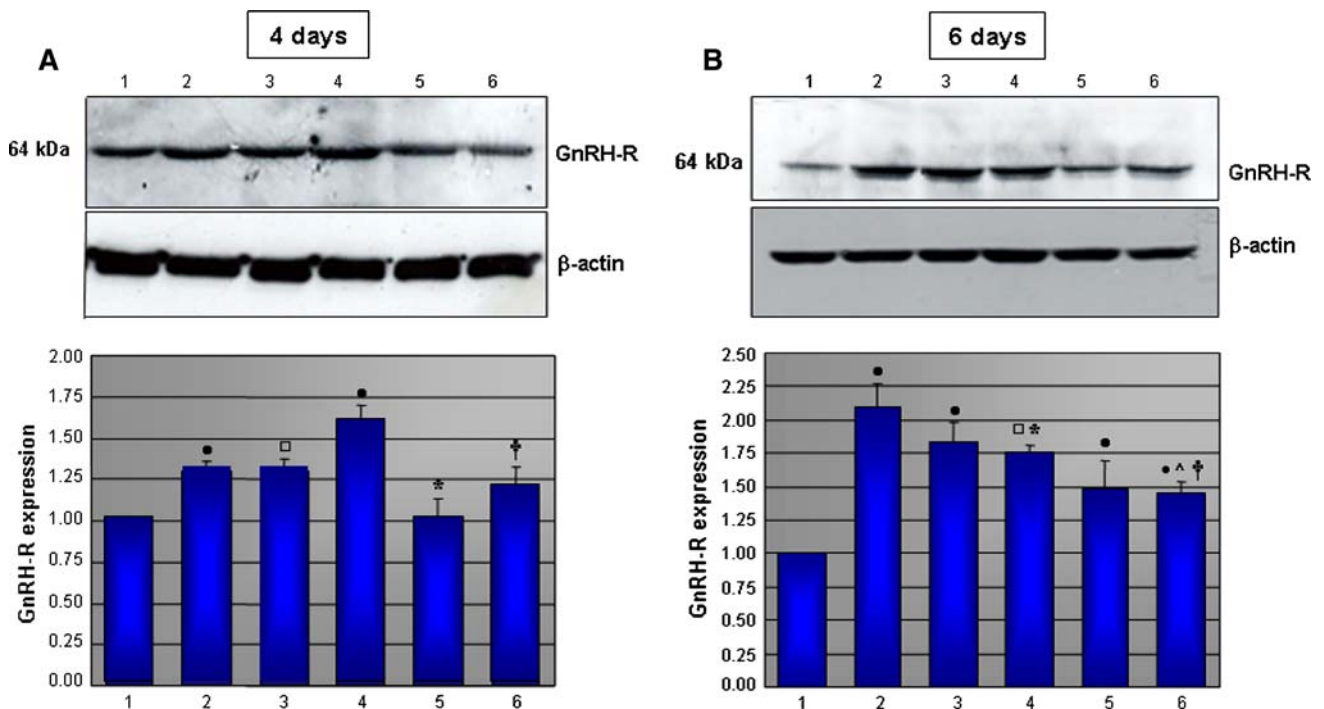 4 days
A
1 2 3 4 5 6
64 kDa
GnRH-R
β-actin
GnRH-R expression
2.00
1.75
1.50
1.25
1.00
0.75
0.50
0.25
0.00
● □ ● * †
1 2 3 4 5 6
6 days
B
1 2 3 4 5 6
64 kDa
GnRH-R
β-actin
GnRH-R expression
2.50
2.25
2.00
1.75
1.50
1.25
1.00
0.75
0.50
0.25
0.00
● ● □ * ● ● ^ †
1 2 3 4 5 6